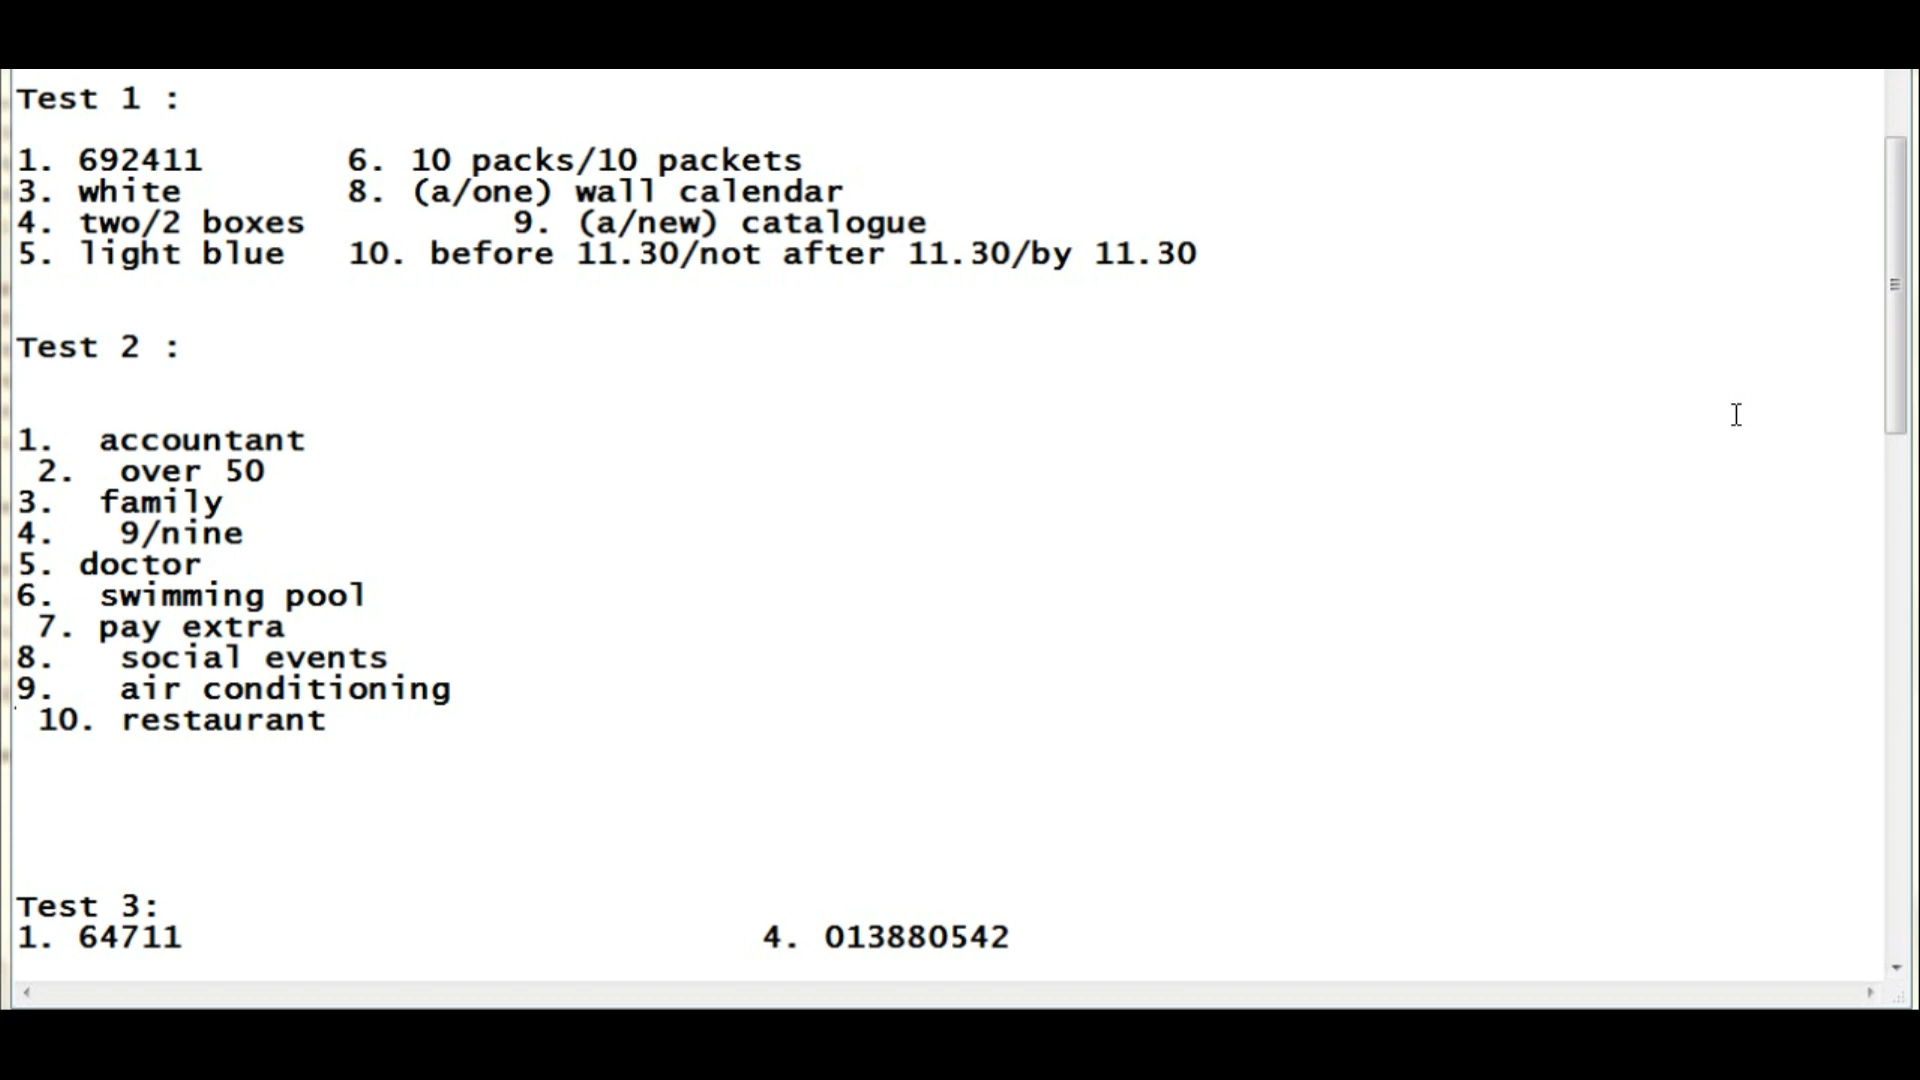 Test 1 :
1. 692411 6. 10 packs/10 packets
3. white 8. (a/one) wall calendar
4. two/2 boxes 9. (a/new) catalogue
5. light blue 10. before 11.30/not after 11.30/by 11.30
Test 2 :
1. accountant
2. over 50
3. family
4. 9/nine
5. doctor
6. swimming pool
7. pay extra
8. social events
9. air conditioning
10. restaurant
Test 3:
1. 64711 4. 013880542